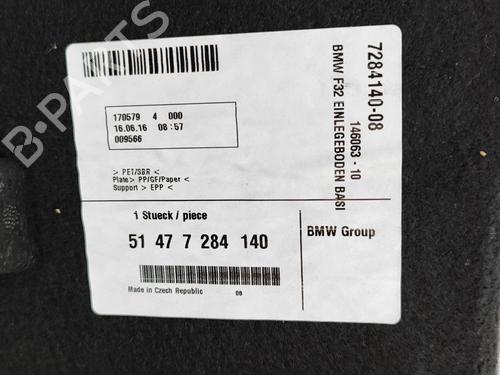 170579 4 000
16.06.16 08:57
009566
> PET/SBR <
Plate> PP/GF/Paper <
Support > EPP <
7284140-08
146063 - 10
BMW F32 EINLEGEBODEN BASI
1 Stueck / piece
51 47 7 284 140
BMW Group
Made in Czech Republic 08
B-PARTS